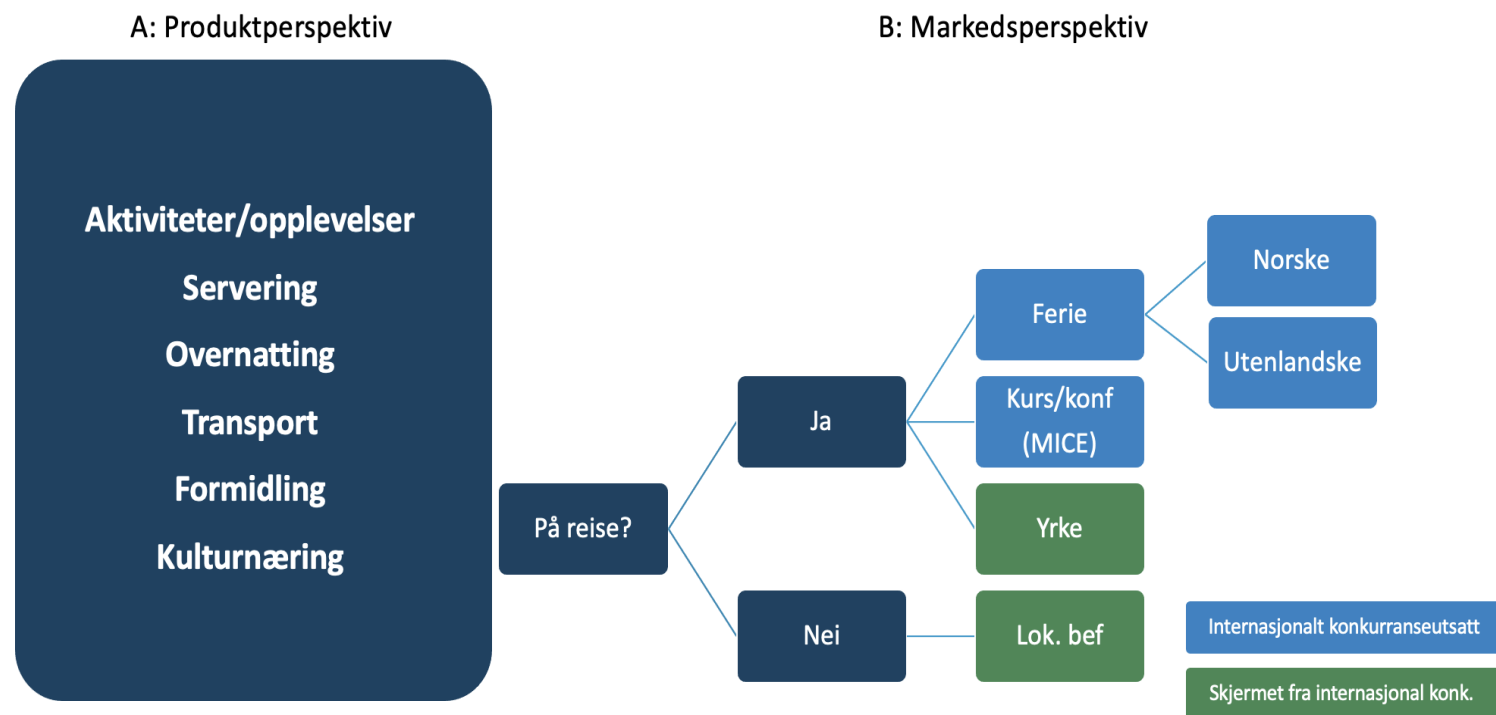 A: Produktperspektiv
B: Markedsperspektiv
Aktiviteter/opplevelser
Servering
Overnatting
Transport
Formidling
Kulturnæring
På reise?
Ja
Nei
Ferie
Kurs/konf
(MICE)
Yrke
Lok. bef
Norske
Utenlandske
Internasjonalt konkurranseutsatt
Skjermet fra internasjonal konk.